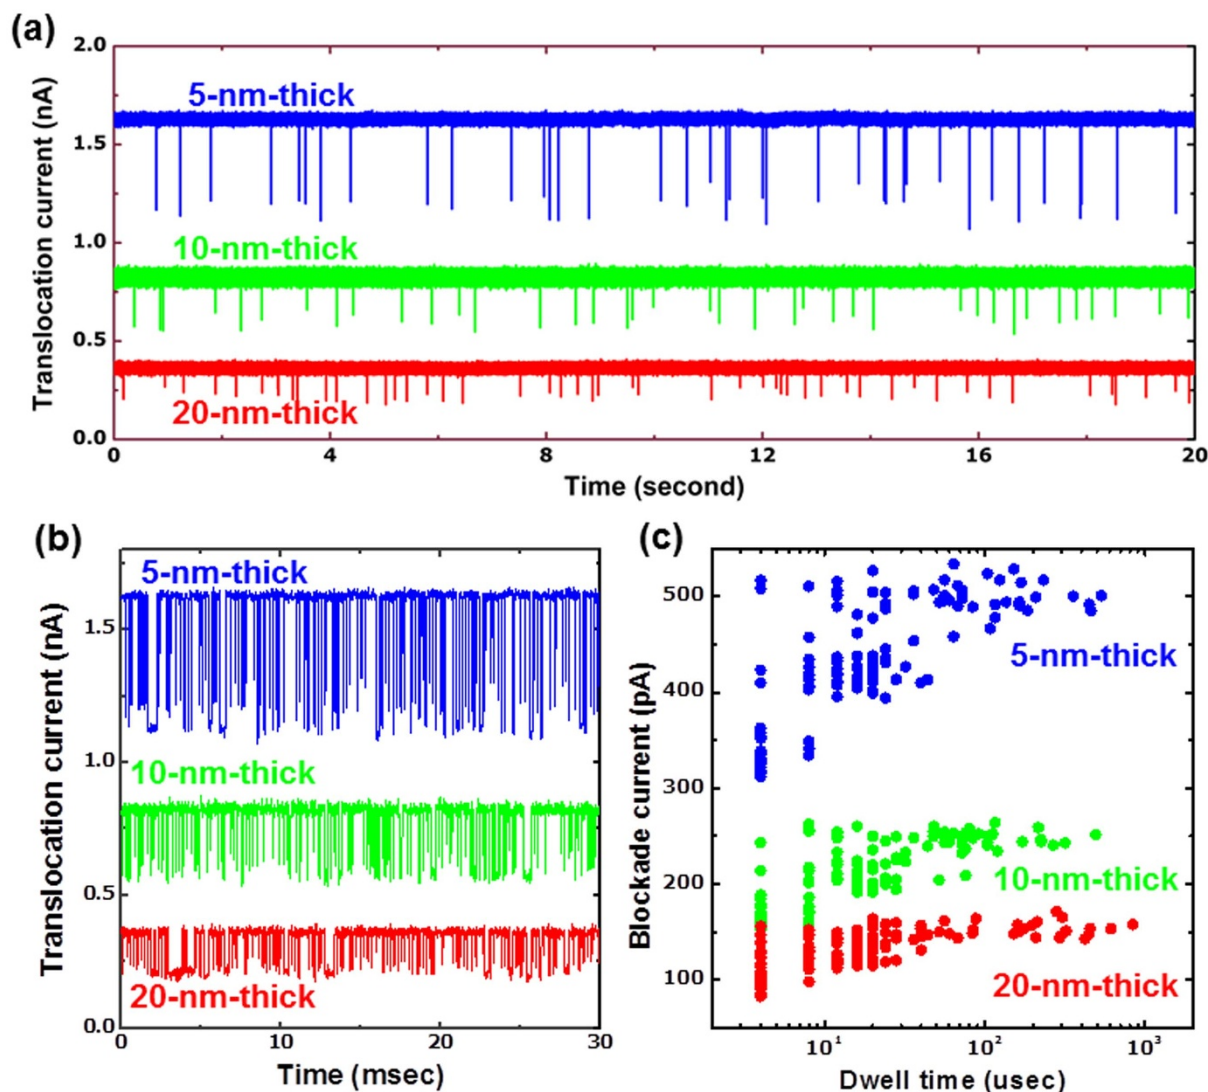 (a)
2.0
5-nm-thick
1.5
10-nm-thick
1.0
0.5
20-nm-thick
0.0
Translocation current (nA)
0 4 8 12 16 20
Time (second)
(b)
5-nm-thick
1.5
1.0
10-nm-thick
0.5
20-nm-thick
0.0
Translocation current (nA)
0 10 20 30
Time (msec)
(c)
500
5-nm-thick
400
300
200
10-nm-thick
100
20-nm-thick
Blockade current (pA)
10¹ 10² 10³
Dwell time (usec)